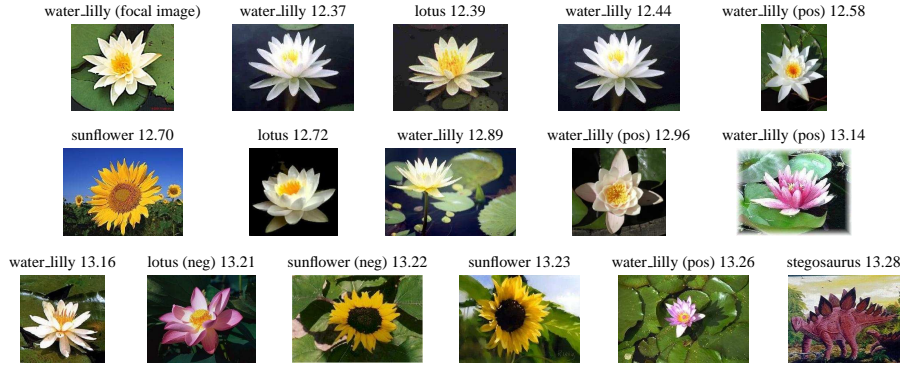 water_lilly (focal image) water_lilly 12.37 lotus 12.39 water_lilly 12.44 water_lilly (pos) 12.58
sunflower 12.70 lotus 12.72 water_lilly 12.89 water_lilly (pos) 12.96 water_lilly (pos) 13.14
water_lilly 13.16 lotus (neg) 13.21 sunflower (neg) 13.22 sunflower 13.23 water_lilly (pos) 13.26 stegosaurus 13.28